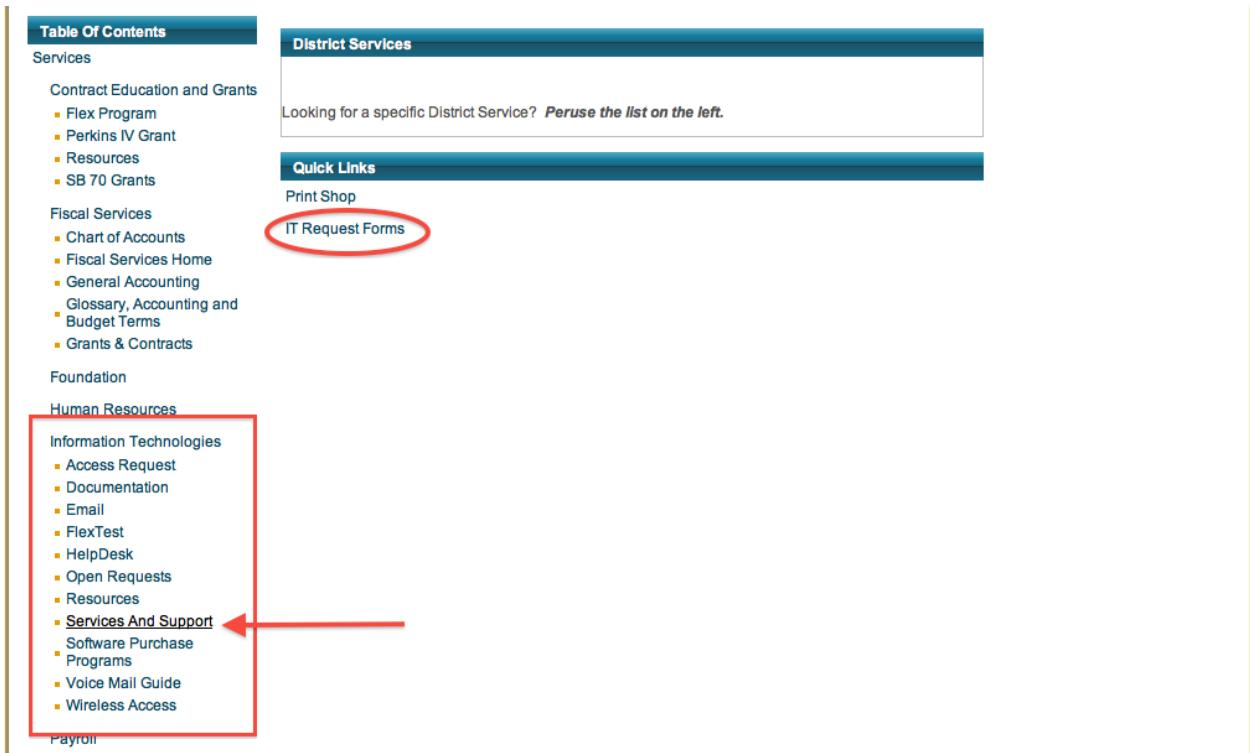 Table Of Contents
Services
Contract Education and Grants
Flex Program
Perkins IV Grant
Resources
SB 70 Grants
Fiscal Services
Chart of Accounts
Fiscal Services Home
General Accounting
Glossary, Accounting and
Budget Terms
Grants & Contracts
Foundation
Human Resources
Information Technologies
Access Request
Documentation
Email
FlexTest
HelpDesk
Open Requests
Resources
Services And Support
Software Purchase
Programs
Voice Mail Guide
Wireless Access
Payroll
District Services
Looking for a specific District Service? Peruse the list on the left.
Quick Links
Print Shop
IT Request Forms